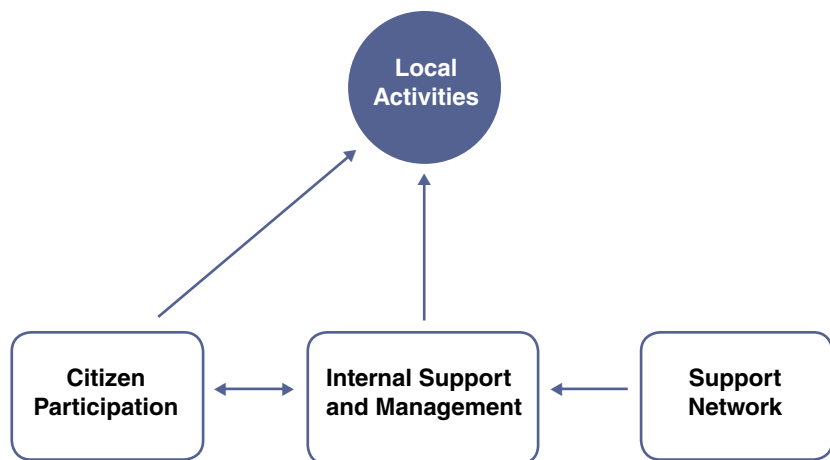 Local
Activities
Citizen
Participation
Internal Support
and Management
Support
Network